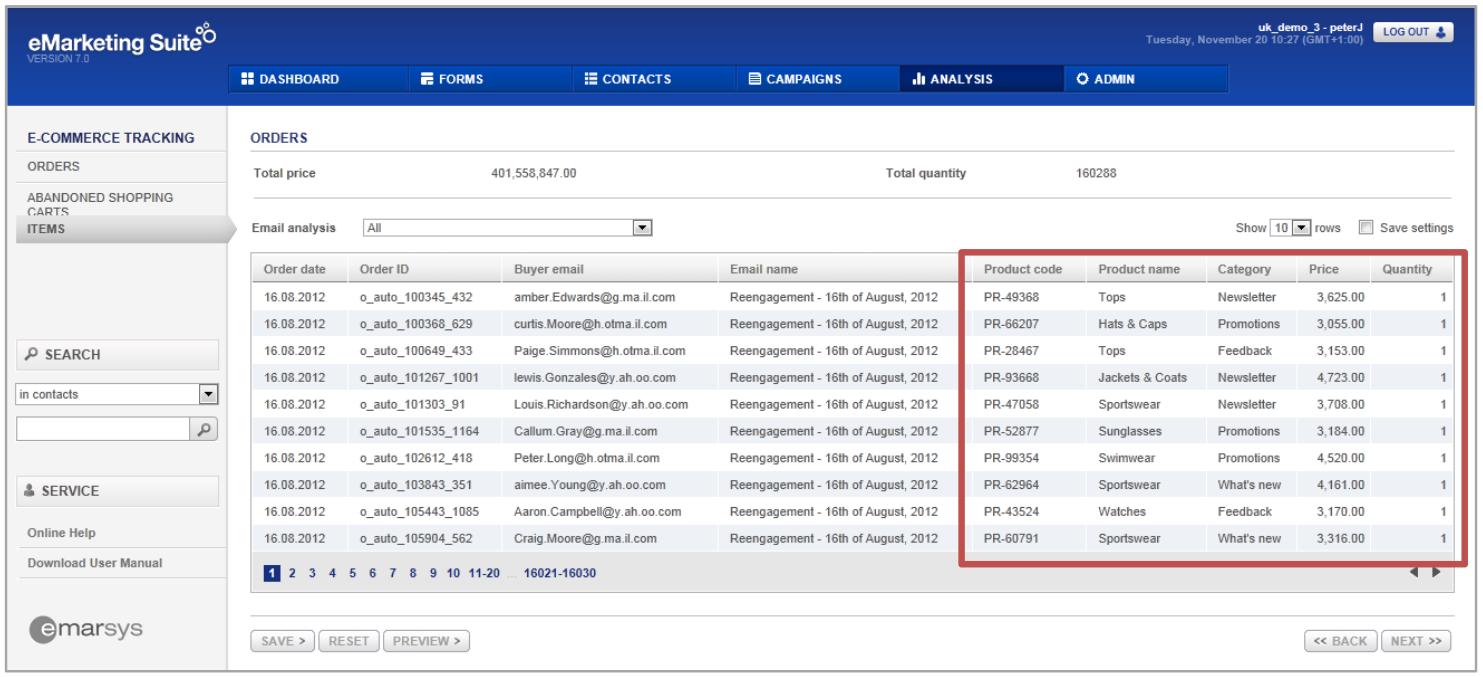 eMarketing Suite
VERSION 7.0
uk_demo_3 - peterJ
Tuesday, November 20 10:27 (GMT+1:00)
LOG OUT
DASHBOARD FORMS CONTACTS CAMPAIGNS ANALYSIS ADMIN
E-COMMERCE TRACKING
ORDERS
ABANDONED SHOPPING
CARTS
ITEMS
SEARCH
in contacts
SERVICE
Online Help
Download User Manual
emarsys
ORDERS
Total price 401,558,847.00 Total quantity 160288
Email analysis All Show 10 rows Save settings
Order date Order ID Buyer email Email name Product code Product name Category Price Quantity
16.08.2012 o_auto_100345_432 amber.Edwards@g.ma.il.com Reengagement - 16th of August, 2012 PR-49368 Tops Newsletter 3,625.00 1
16.08.2012 o_auto_100368_629 curtis.Moore@h.otma.il.com Reengagement - 16th of August, 2012 PR-66207 Hats & Caps Promotions 3,055.00 1
16.08.2012 o_auto_100649_433 Paige.Simmons@h.otma.il.com Reengagement - 16th of August, 2012 PR-28467 Tops Feedback 3,153.00 1
16.08.2012 o_auto_101267_1001 lewis.Gonzales@y.ah.oo.com Reengagement - 16th of August, 2012 PR-93668 Jackets & Coats Newsletter 4,723.00 1
16.08.2012 o_auto_101303_91 Louis.Richardson@y.ah.oo.com Reengagement - 16th of August, 2012 PR-47058 Sportswear Newsletter 3,708.00 1
16.08.2012 o_auto_101535_1164 Callum.Gray@g.ma.il.com Reengagement - 16th of August, 2012 PR-52877 Sunglasses Promotions 3,184.00 1
16.08.2012 o_auto_102612_418 Peter.Long@h.otma.il.com Reengagement - 16th of August, 2012 PR-99354 Swimwear Promotions 4,520.00 1
16.08.2012 o_auto_103843_351 aimee.Young@y.ah.oo.com Reengagement - 16th of August, 2012 PR-62964 Sportswear What's new 4,161.00 1
16.08.2012 o_auto_105443_1085 Aaron.Campbell@y.ah.oo.com Reengagement - 16th of August, 2012 PR-43524 Watches Feedback 3,170.00 1
16.08.2012 o_auto_105904_562 Craig.Moore@g.ma.il.com Reengagement - 16th of August, 2012 PR-60791 Sportswear What's new 3,316.00 1
1 2 3 4 5 6 7 8 9 10 11-20 ... 16021-16030
SAVE > RESET PREVIEW > << BACK NEXT >>